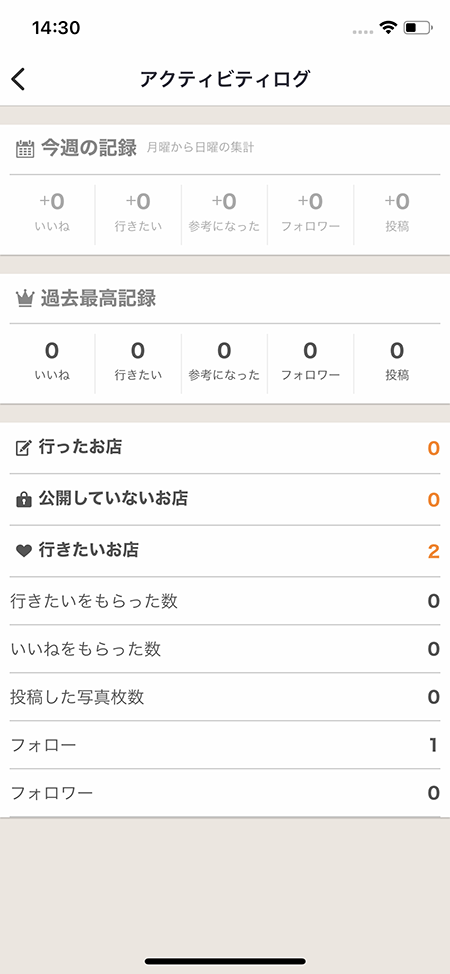 14:30
アクティビティログ
今週の記録 月曜から日曜の集計
+0 +0 +0 +0 +0
いいね 行きたい 参考になった フォロワー 投稿
過去最高記録
0 0 0 0 0
いいね 行きたい 参考になった フォロワー 投稿
行ったお店 0
公開していないお店 0
行きたいお店 2
行きたいをもらった数 0
いいねをもらった数 0
投稿した写真枚数 0
フォロー 1
フォロワー 0